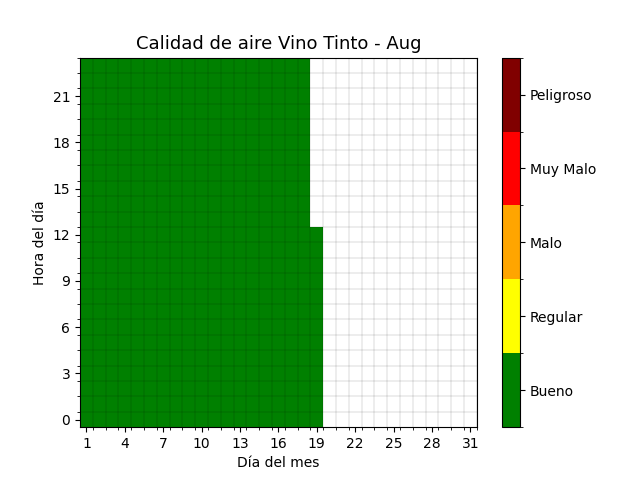 Calidad de aire Vino Tinto - Aug
Hora del día
21
18
15
12
9
6
3
0
1 4 7 10 13 16 19 22 25 28 31
Día del mes
Peligroso
Muy Malo
Malo
Regular
Bueno